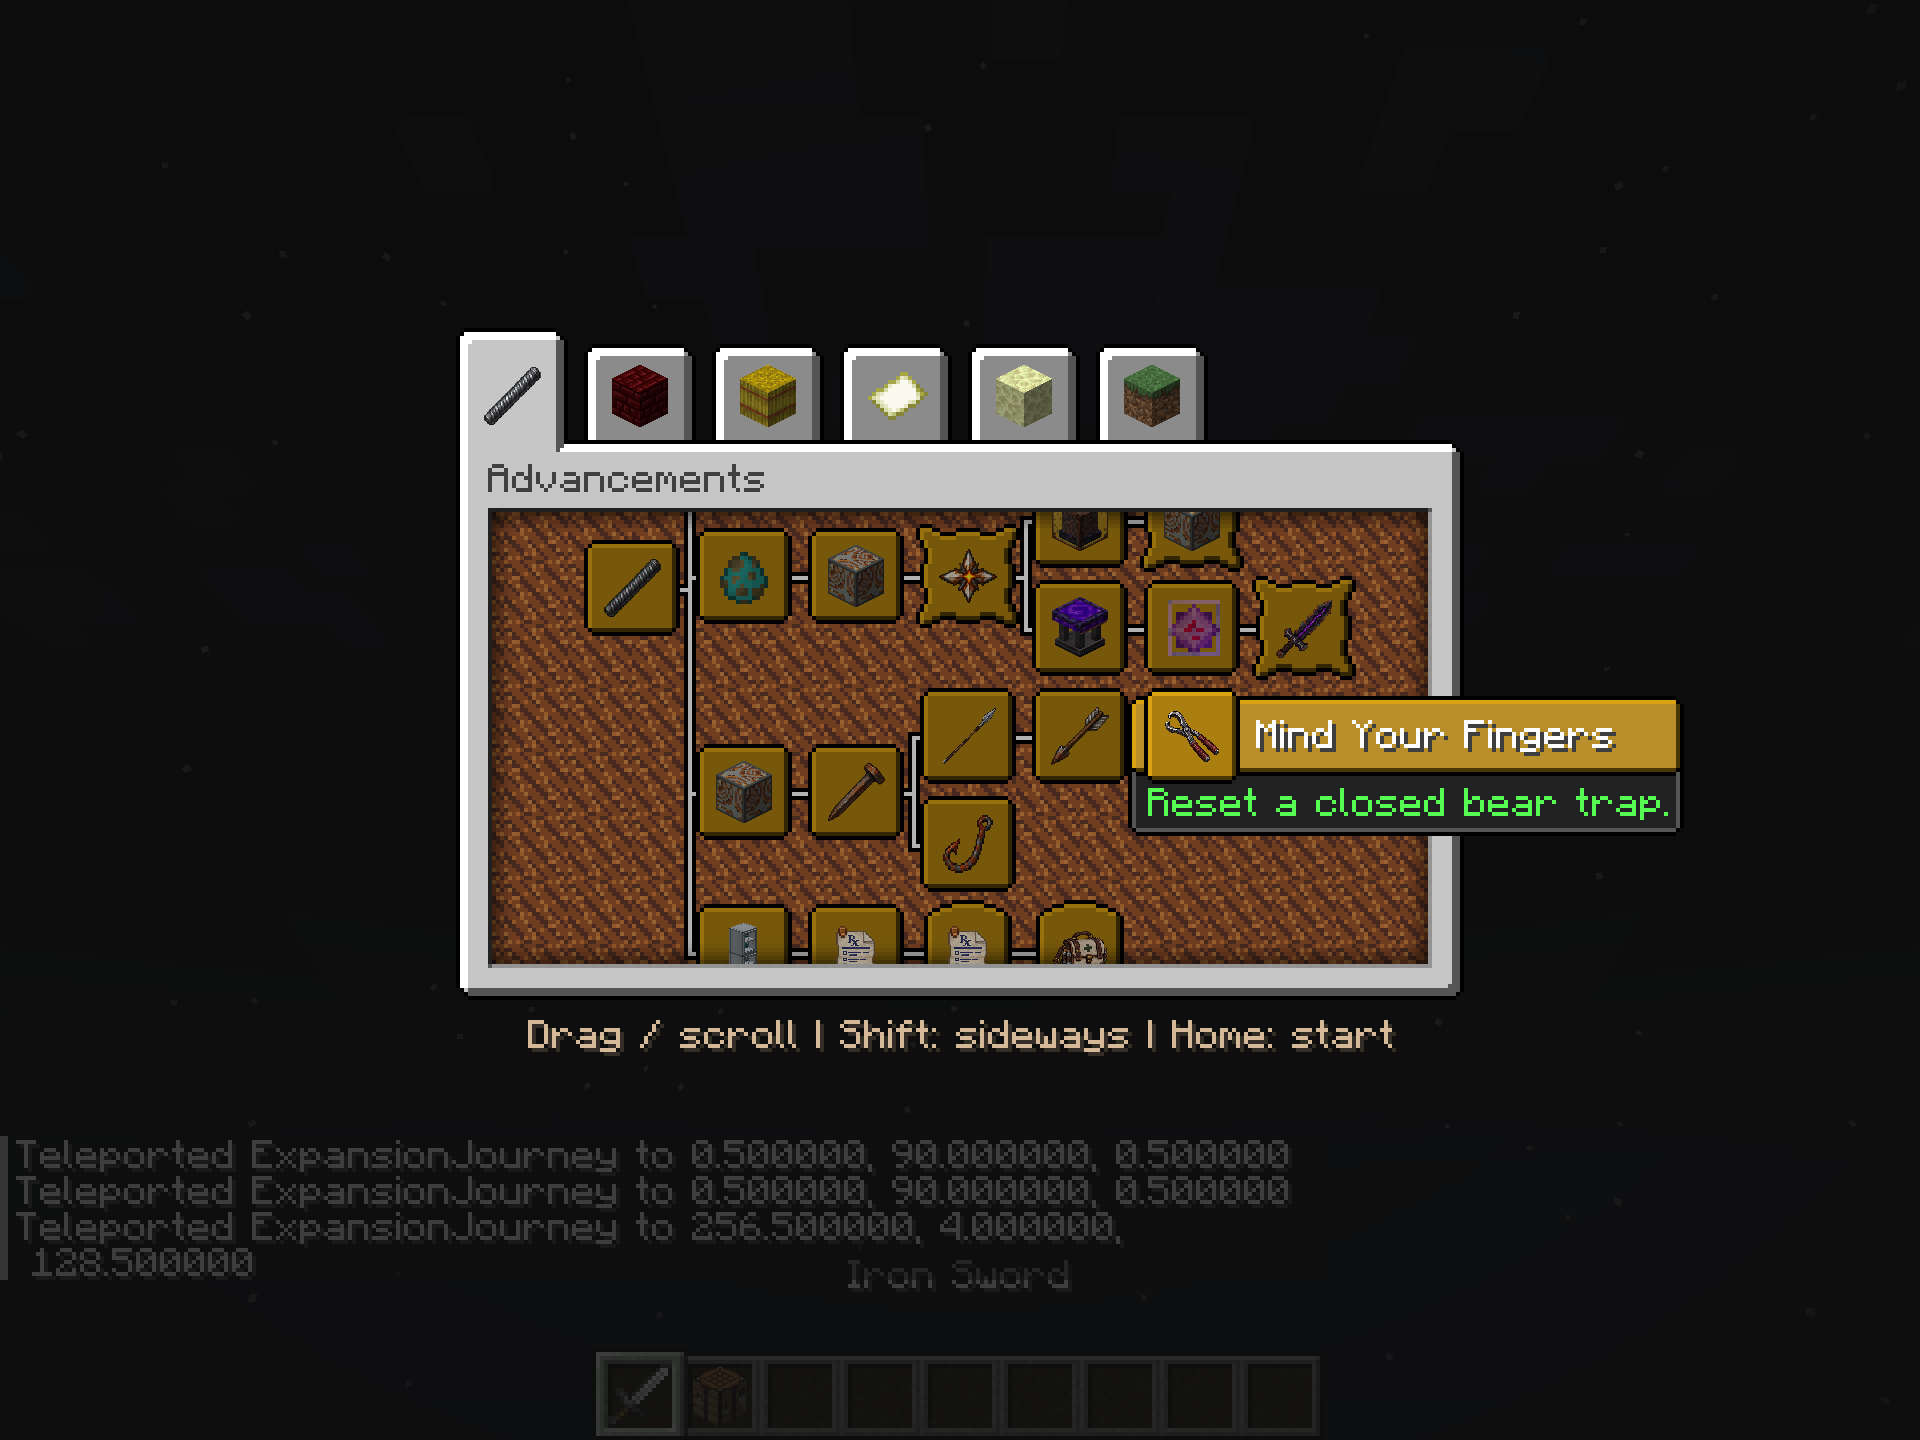 Advancements
Mind Your Fingers
Reset a closed bear trap.
Drag / scroll | Shift: sideways | Home: start
Teleported ExpansionJourney to 0.500000, 90.000000, 0.500000
Teleported ExpansionJourney to 0.500000, 90.000000, 0.500000
Teleported ExpansionJourney to 256.500000, 4.000000,
128.500000
Iron Sword